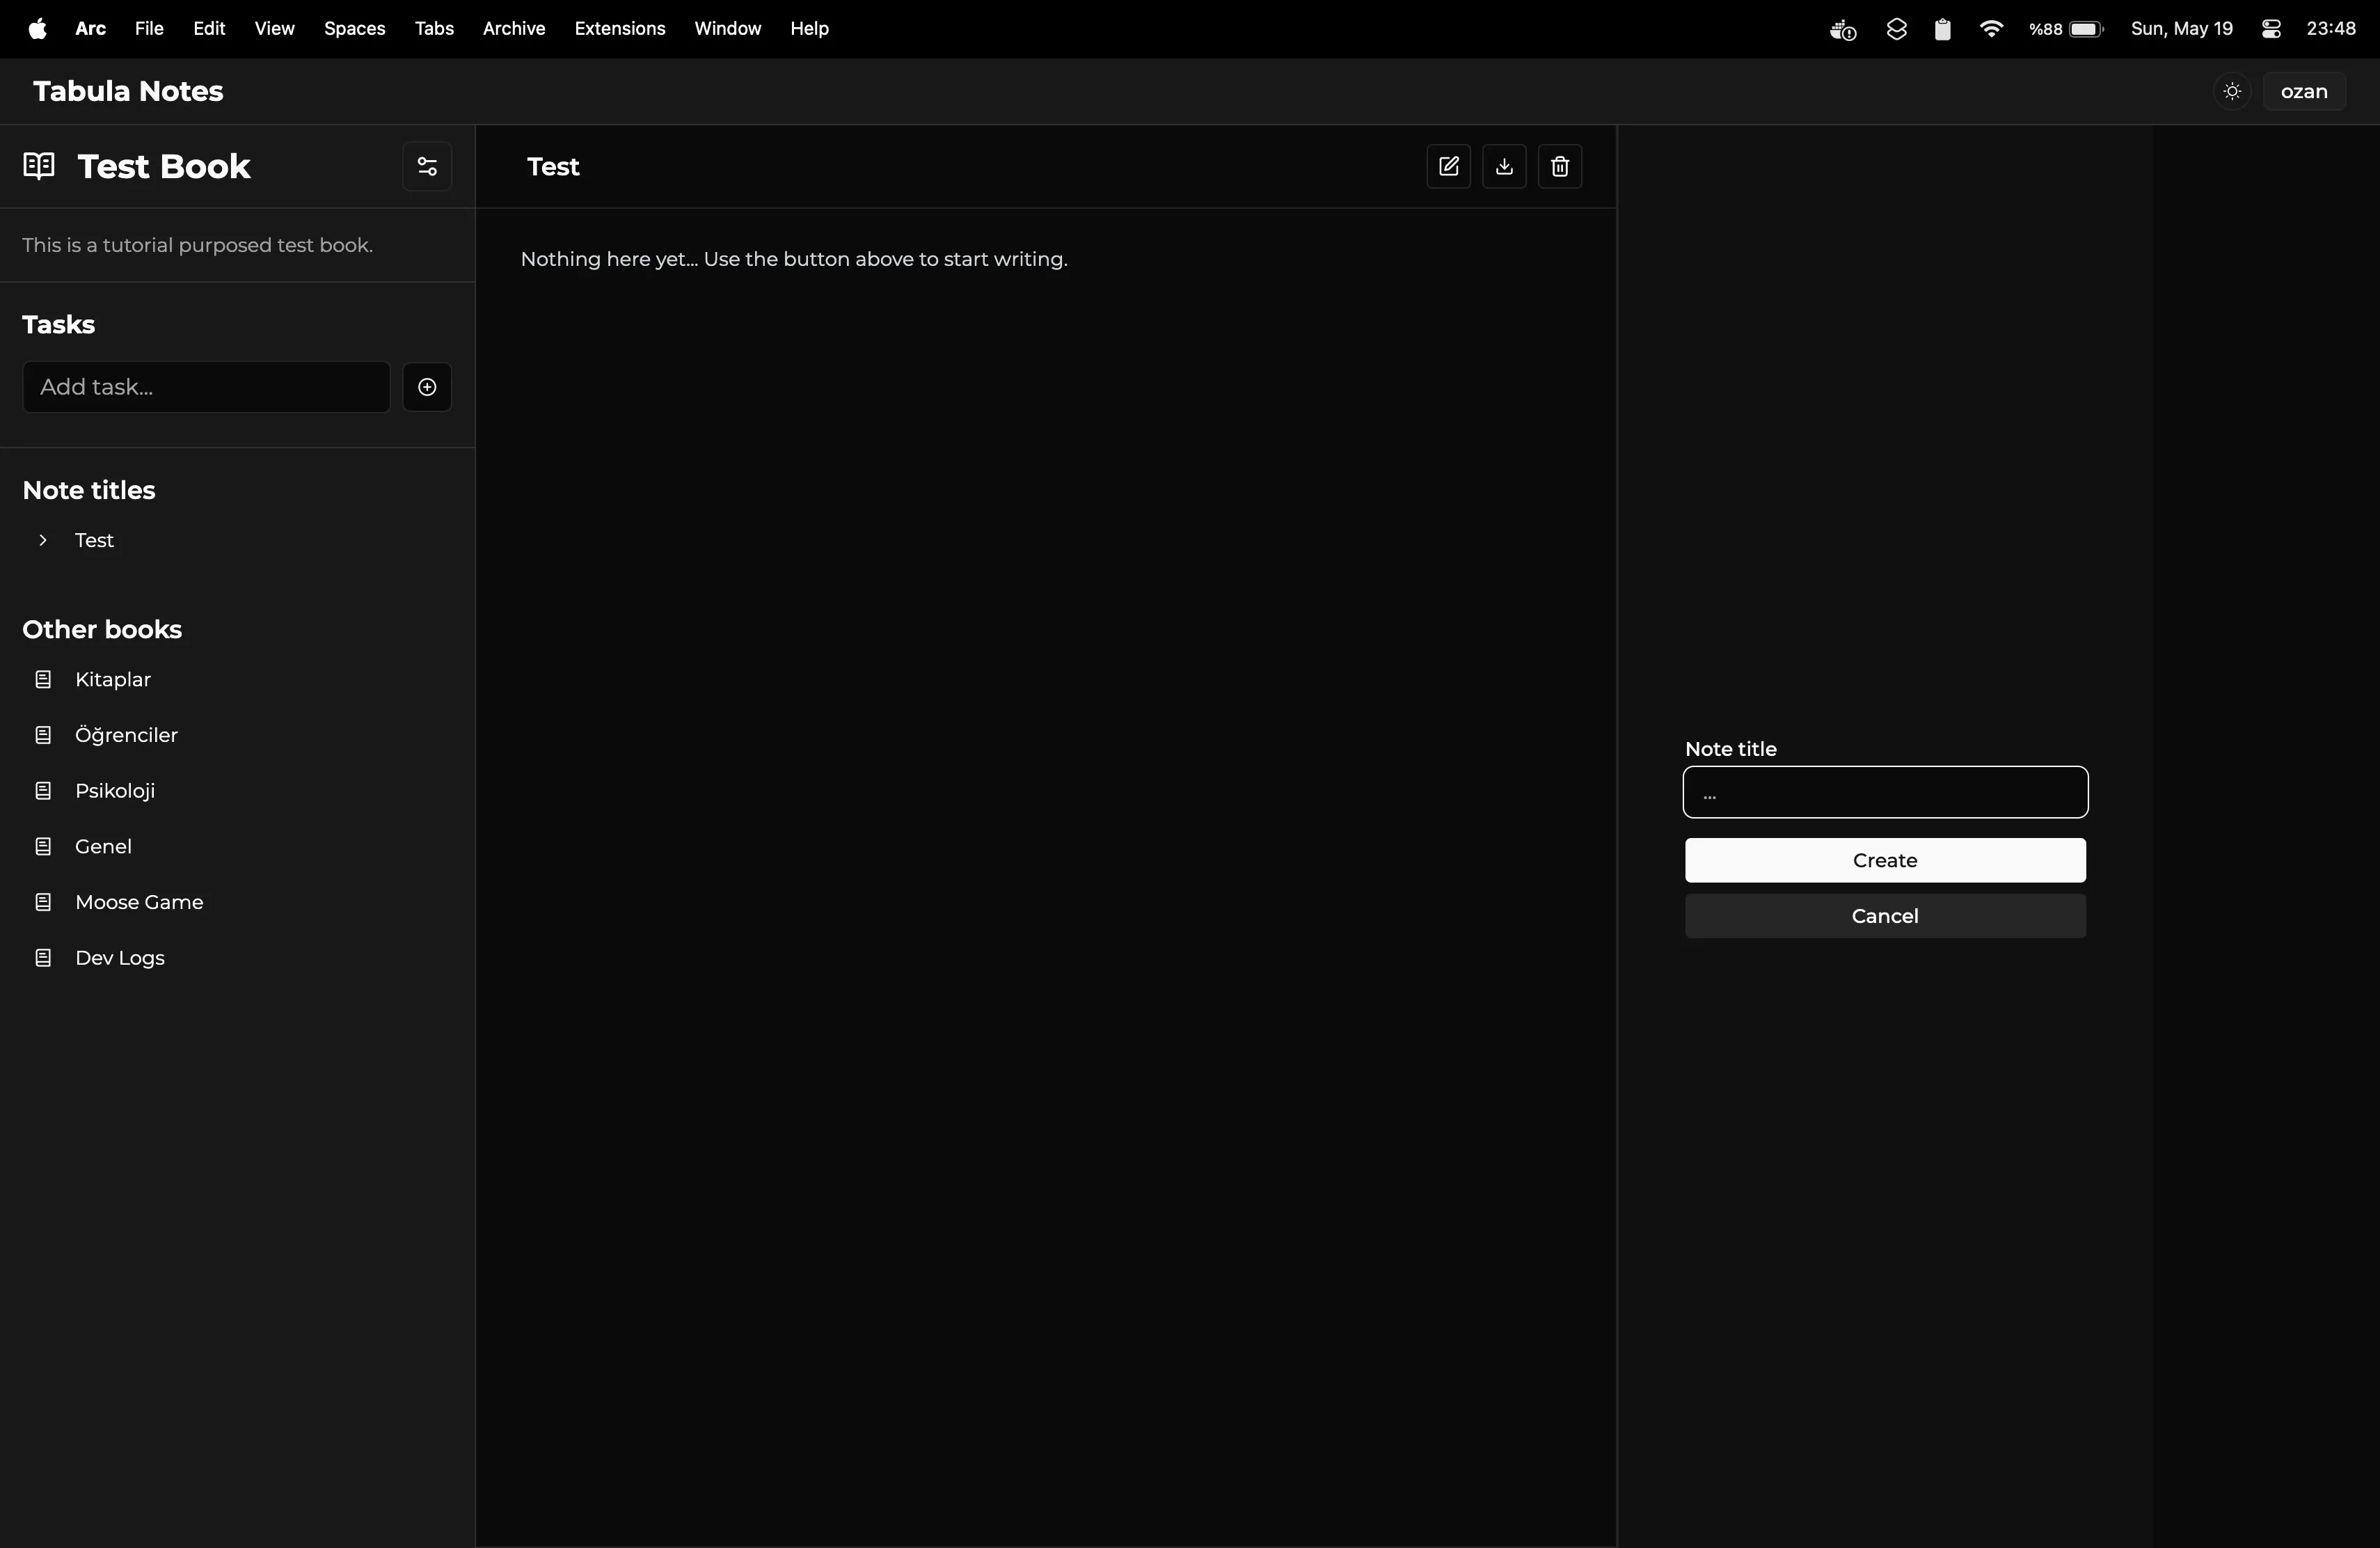 Arc File Edit View Spaces Tabs Archive Extensions Window Help %88 Sun, May 19 23:48
Tabula Notes
ozan
Test Book
This is a tutorial purposed test book.
Tasks
Add task...
Note titles
Test
Other books
Kitaplar
Öğrenciler
Psikoloji
Genel
Moose Game
Dev Logs
Test
Nothing here yet... Use the button above to start writing.
Note title
...
Create
Cancel